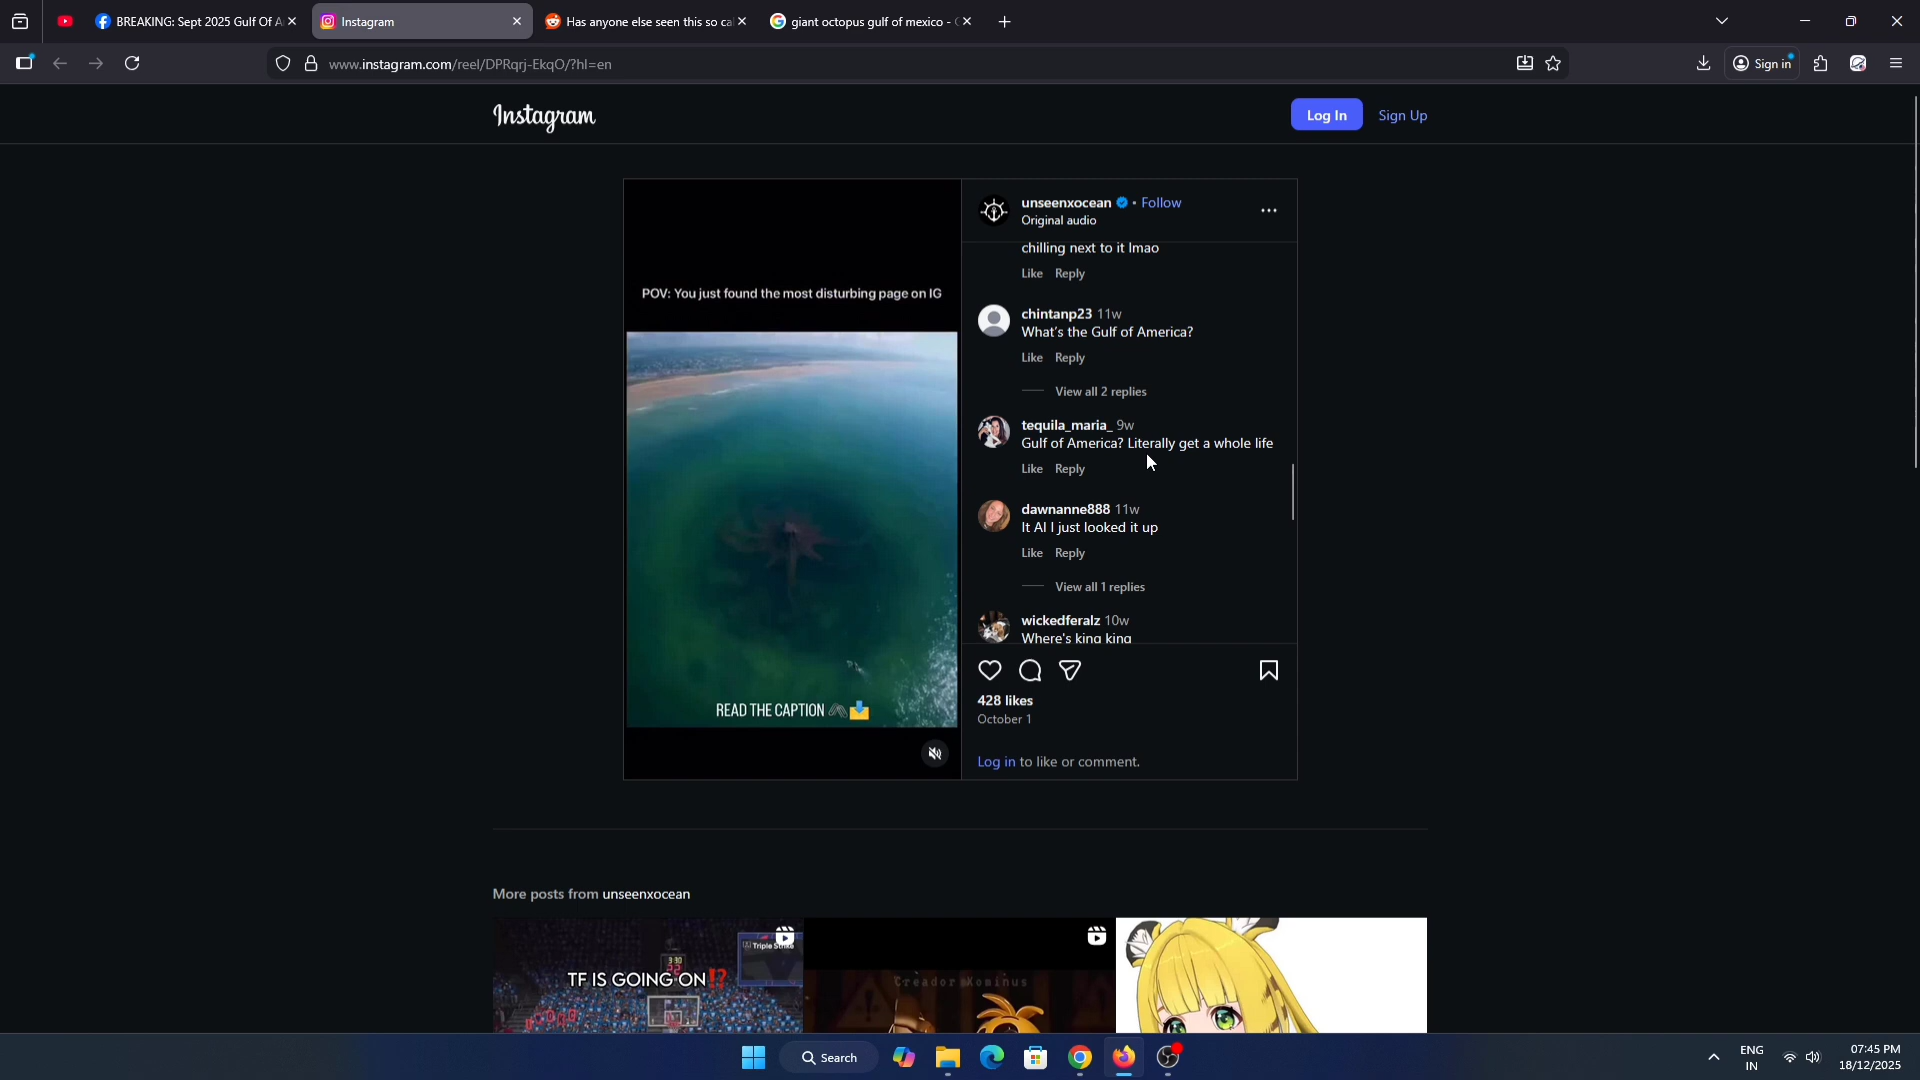 BREAKING: Sept 2025 Gulf Of A
Instagram
Has anyone else seen this so ca
giant octopus gulf of mexico -
www.instagram.com/reel/DPRqrj-EkqO/?hl=en
Sign in
Instagram
Log In
Sign Up
POV: You just found the most disturbing page on IG
READ THE CAPTION
unseenxocean • Follow
Original audio
chilling next to it lmao
Like Reply
chintanp23 11w
What's the Gulf of America?
Like Reply
View all 2 replies
tequila_maria_ 9w
Gulf of America? Literally get a whole life
Like Reply
dawnanne888 11w
It AI I just looked it up
Like Reply
View all 1 replies
wickedferalz 10w
Where's king king
428 likes
October 1
Log in to like or comment.
More posts from unseenxocean
Triple Strike
3:30
TF IS GOING ON⁉️
CreadorxKominus
Search
ENG
IN
07:45 PM
18/12/2025